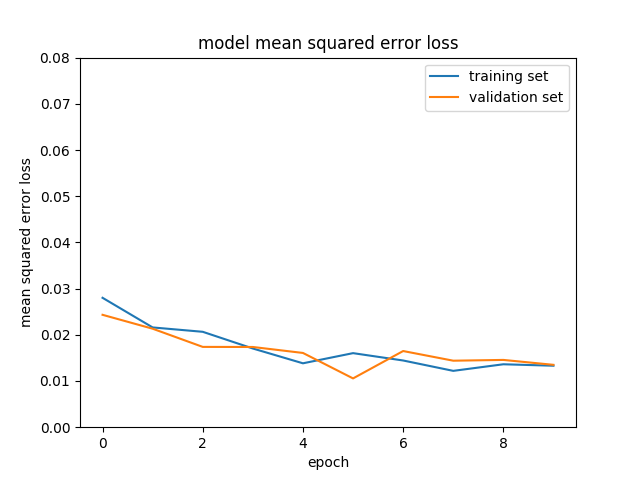 model mean squared error loss
0.08
0.07
0.06
0.05
0.04
0.03
0.02
0.01
0.00
mean squared error loss
training set
validation set
0 2 4 6 8
epoch